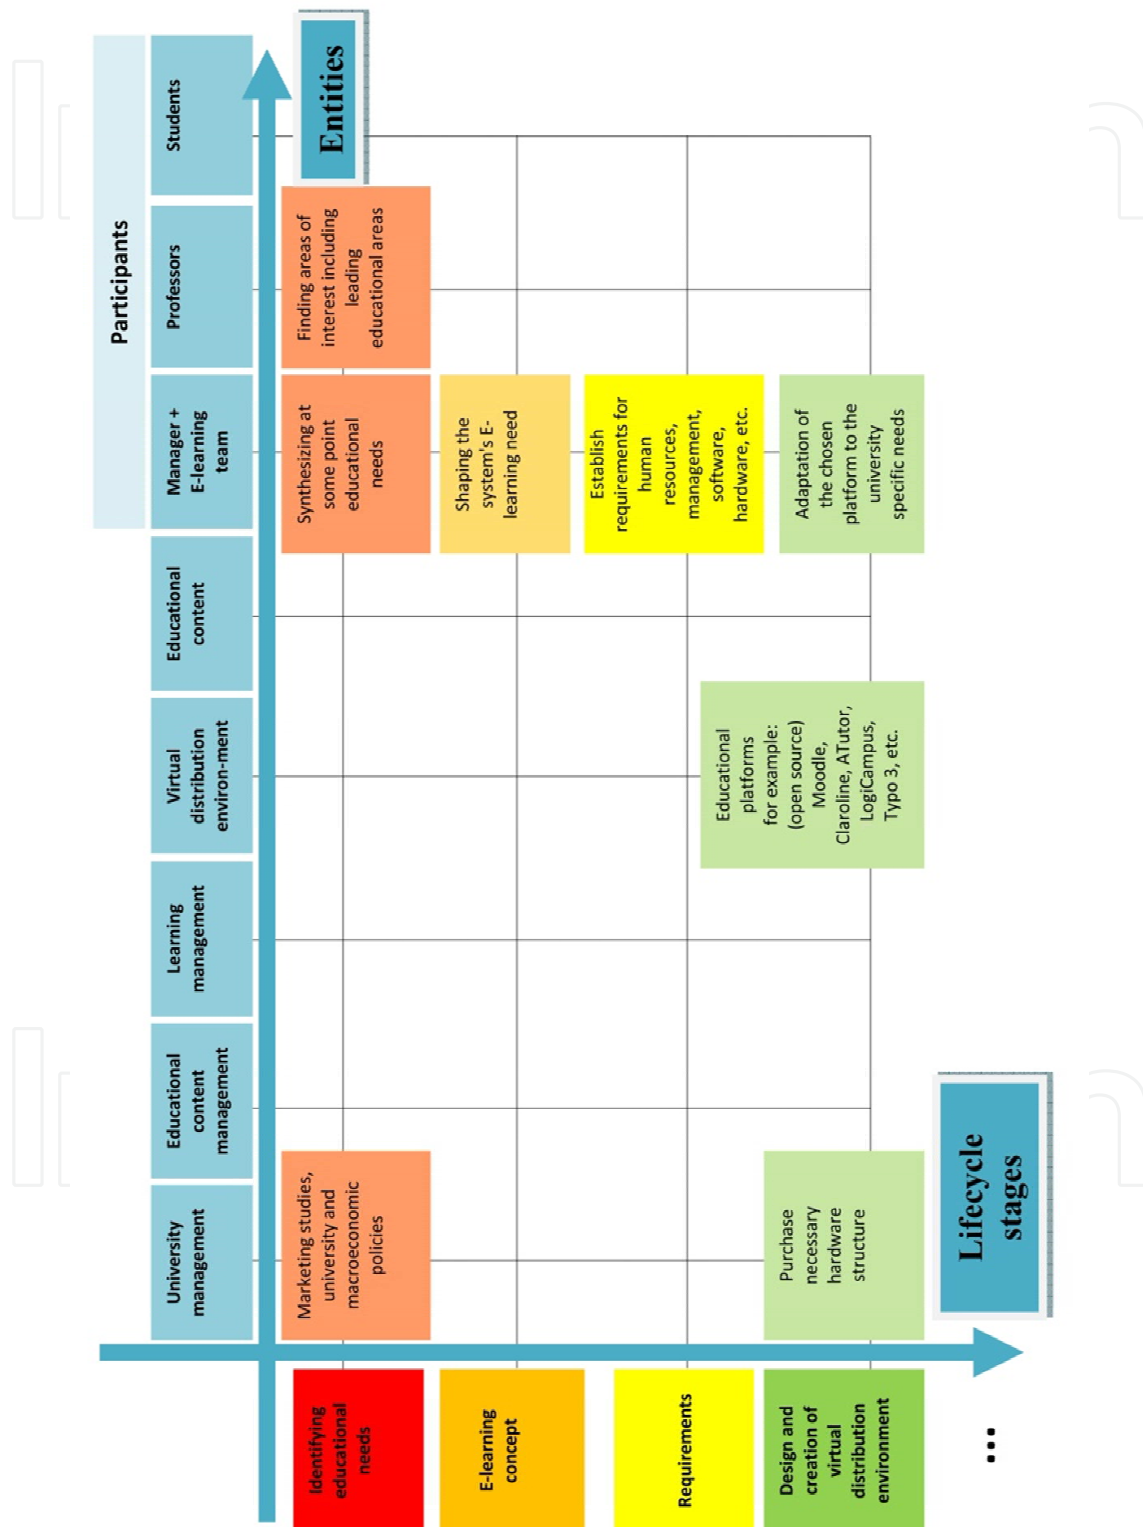 Participants
University
management
Educational
content
management
Learning
management
Virtual
distribution
environ-ment
Educational
content
Manager +
E-learning
team
Professors
Students
Entities
Identifying
educational
needs
Marketing studies,
university and
macroeconomic
policies
Synthesizing at
some point
educational
needs
Finding areas of
interest including
leading
educational areas
E-learning
concept
Shaping the
system's E-
learning need
Requirements
Establish
requirements for
human
resources,
management,
software,
hardware, etc.
Design and
creation of
virtual
distribution
environment
Purchase
necessary
hardware
structure
Educational
platforms
for example:
(open source)
Moodle,
Claroline, ATutor,
LogiCampus,
Typo 3, etc.
Adaptation of
the chosen
platform to the
university
specific needs
...
Lifecycle
stages